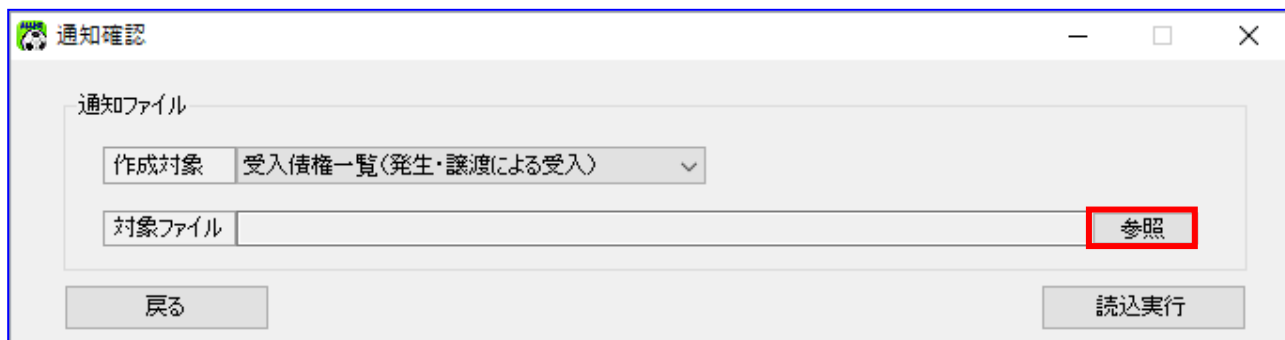 通知確認
通知ファイル
作成対象 受入債権一覧(発生・譲渡による受入)
対象ファイル 参照
戻る 読込実行